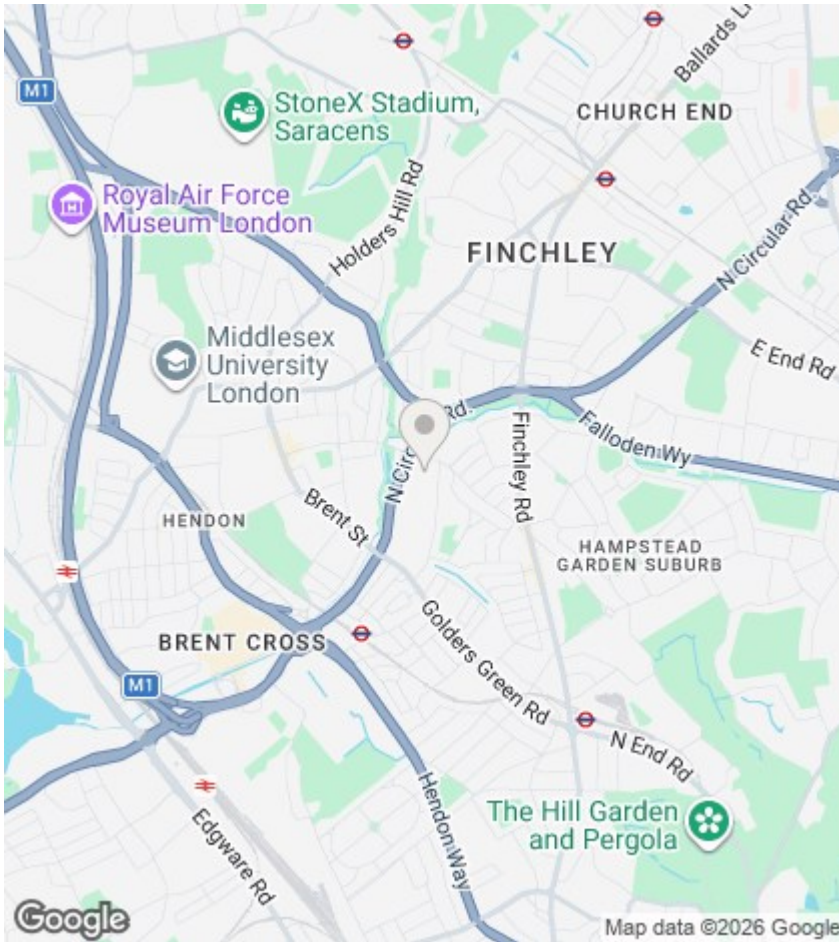 M1
StoneX Stadium,
Saracens
Ballards L
CHURCH END
Royal Air Force
Museum London
Holders Hill Rd
FINCHLEY
N Circular Rd.
E End Rd
Middlesex
University
London
Rd.
N Circ
Finchley Rd
Falloden Wy
Brent St
HENDON
HAMPSTEAD
GARDEN SUBURB
BRENT CROSS
Golders Green Rd
M1
N End Rd
Hendon Way
The Hill Garden
and Pergola
Edgware Rd
Google
Map data ©2026 Google